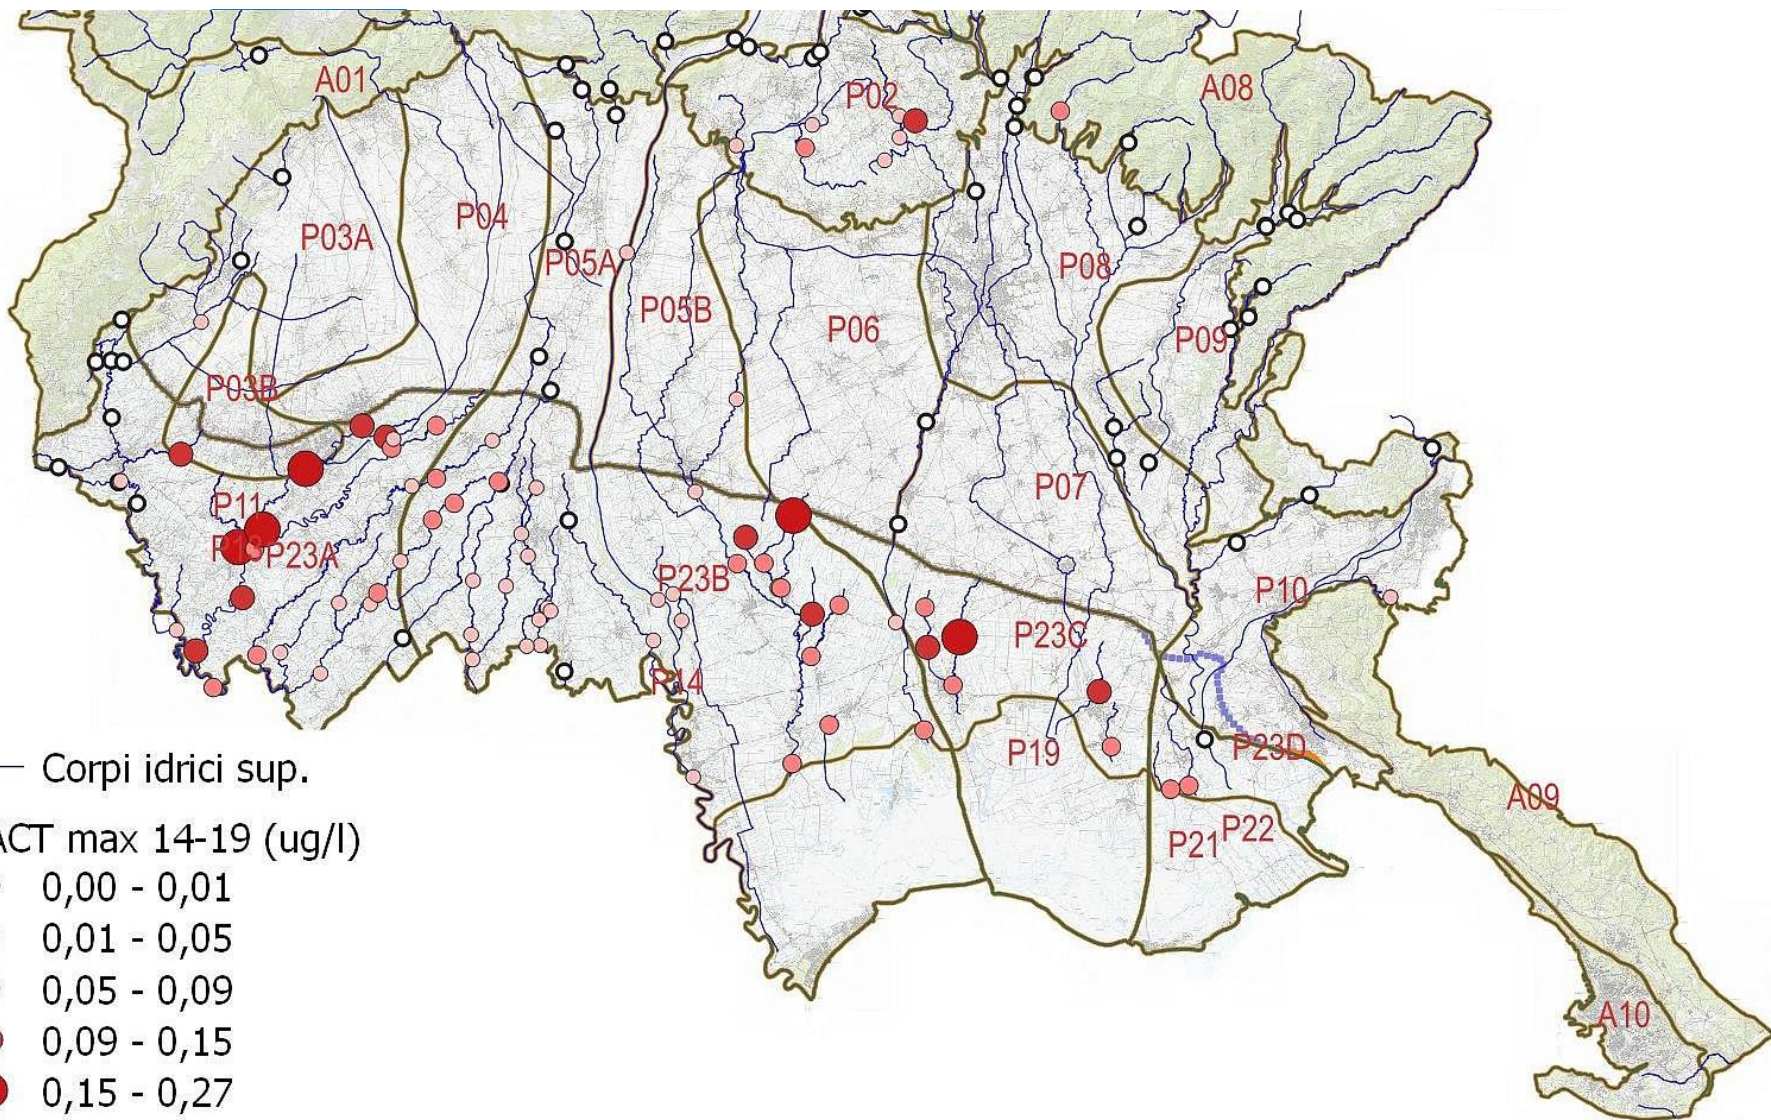 A01
P02
A08
P03A
P04
P05A
P08
P05B
P06
P09
P03B
P07
P11
P23A
P23B
P10
P23C
P14
P19
P23D
A09
P21
P22
A10
Corpi idrici sup.
ACT max 14-19 (ug/l)
0,00 - 0,01
0,01 - 0,05
0,05 - 0,09
0,09 - 0,15
0,15 - 0,27